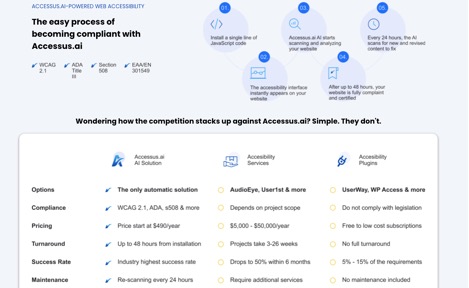 ACCESSUS.AI-POWERED WEB ACCESSIBILITY
The easy process of
becoming compliant with
Accessus.ai
WCAG
2.1
ADA
Title
III
Section
508
EAA/EN
301549
01.
Install a single line of
JavaScript code
02.
The accessibility interface
instantly appears on your
website.
03.
Accessus.ai AI starts
scanning and analyzing
your website
04.
After up to 48 hours, your
website is fully complaint
and certified
05.
Every 24 hours, the AI
scans for new and revised
content to fix
Wondering how the competition stacks up against Accessus.ai? Simple. They don't.
Accessus.ai
AI Solution
Accesibility
Services
Accesibility
Plugins
Options
The only automatic solution
AudioEye, User1st & more
UserWay, WP Access & more
Compliance
WCAG 2.1, ADA, s508 & more
Depends on project scope
Do not comply with legislation
Pricing
Price start at $490/year
$5,000 - $50,000/year
Free to low cost subscriptions
Turnaround
Up to 48 hours from installation
Projects take 3-26 weeks
No full turnaround
Success Rate
Industry highest success rate
Drops to 50% within 6 months
5% - 15% of the requirements
Maintenance
Re-scanning every 24 hours
Require additional services
No maintenance included